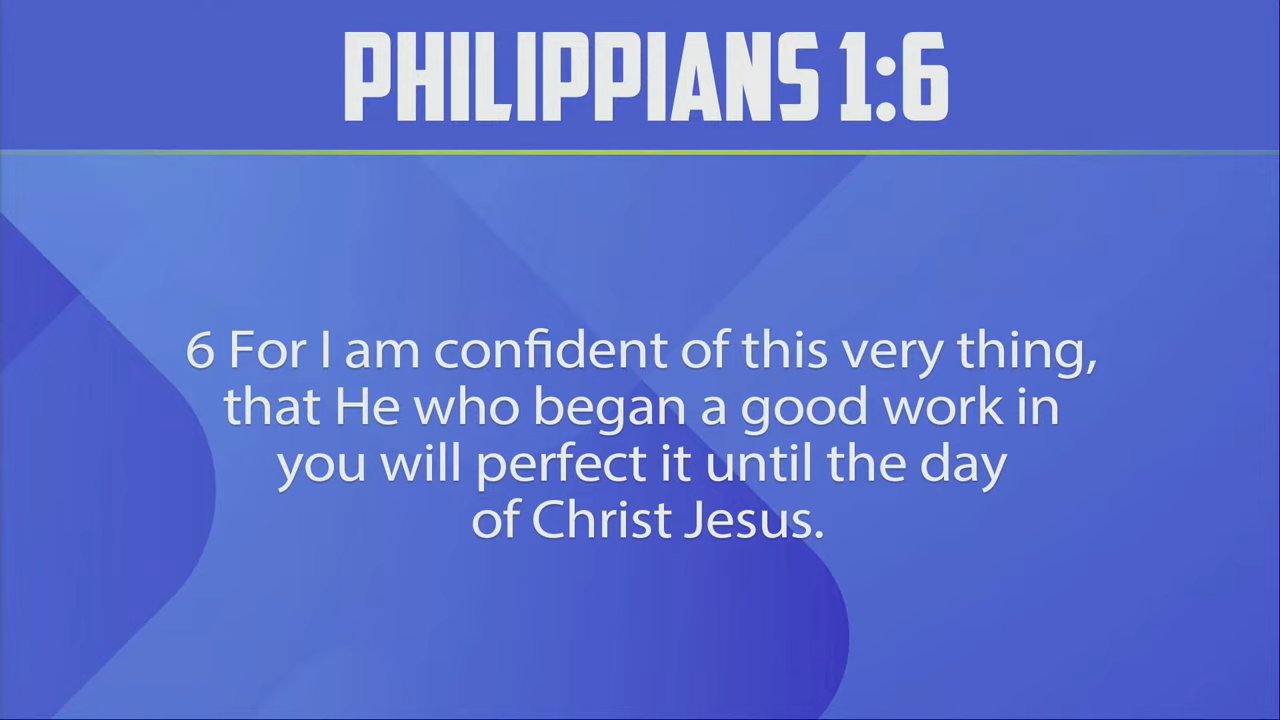 PHILIPPIANS 1:6
6 For I am confident of this very thing,
that He who began a good work in
you will perfect it until the day
of Christ Jesus.